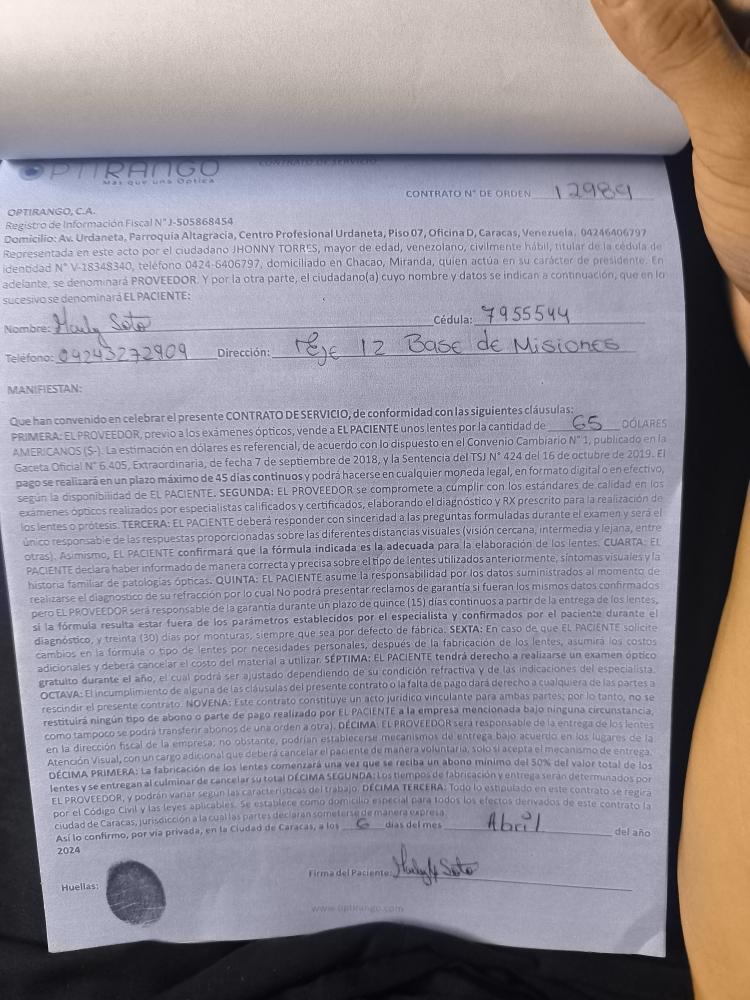 OPTIRANGO
Más que una Optica
CONTRATO DE SERVICIO
CONTRATO N° DE ORDEN 12989
OPTIRANGO, C.A.
Registro de Información Fiscal N° J-505868454
Domicilio: Av. Urdaneta, Parroquia Altagracia, Centro Profesional Urdaneta, Piso 07, Oficina D, Caracas, Venezuela, 04246406797
Representada en este acto por el ciudadano JHONNY TORRES, mayor de edad, venezolano, civilmente hábil, titular de la cédula de
identidad N° V-18348340, teléfono 0424-6406797, domiciliado en Chacao, Miranda, quien actúa en su carácter de presidente. En
adelante, se denominará PROVEEDOR. Y por la otra parte, el ciudadano(a) cuyo nombre y datos se indican a continuación, que en lo
sucesivo se denominará EL PACIENTE:
Nombre: Soto Cédula: 7955544
Teléfono: 04243272909 Dirección: Eje 12 Base de Misiones
MANIFIESTAN:
Que han convenido en celebrar el presente CONTRATO DE SERVICIO, de conformidad con las siguientes cláusulas:
PRIMERA: EL PROVEEDOR, previo a los exámenes ópticos, vende a EL PACIENTE unos lentes por la cantidad de 65 DÓLARES
AMERICANOS (S-). La estimación en dólares es referencial, de acuerdo con lo dispuesto en el Convenio Cambiario N° 1, publicado en la
Gaceta Oficial N° 6.405, Extraordinaria, de fecha 7 de septiembre de 2018, y la Sentencia del TSJ N° 424 del 16 de octubre de 2019. El
pago se realizará en un plazo máximo de 45 días continuos y podrá hacerse en cualquier moneda legal, en formato digital o en efectivo,
según la disponibilidad de EL PACIENTE. SEGUNDA: EL PROVEEDOR se compromete a cumplir con los estándares de calidad en los
exámenes ópticos realizados por especialistas calificados y certificados, elaborando el diagnóstico y RX prescrito para la realización de
los lentes o prótesis. TERCERA: EL PACIENTE deberá responder con sinceridad a las preguntas formuladas durante el examen y será el
único responsable de las respuestas proporcionadas sobre las diferentes distancias visuales (visión cercana, intermedia y lejana, entre
otras). Asimismo, EL PACIENTE confirmará que la fórmula indicada es la adecuada para la elaboración de los lentes. CUARTA: EL
PACIENTE declara haber informado de manera correcta y precisa sobre el tipo de lentes utilizados anteriormente, síntomas visuales y la
historia familiar de patologías ópticas. QUINTA: EL PACIENTE asume la responsabilidad por los datos suministrados al momento de
realizarse el diagnostico de su refracción por lo cual No podrá presentar reclamos de garantía si fueran los mismos datos confirmados
pero EL PROVEEDOR será responsable de la garantía durante un plazo de quince (15) días continuos a partir de la entrega de los lentes,
si la fórmula resulta estar fuera de los parámetros establecidos por el especialista y confirmados por el paciente durante el
diagnóstico, y treinta (30) días por monturas, siempre que sea por defecto de fábrica. SEXTA: En caso de que EL PACIENTE solicite
cambios en la fórmula o tipo de lentes por necesidades personales, después de la fabricación de los lentes, asumirá los costos
adicionales y deberá cancelar el costo del material a utilizar. SÉPTIMA: EL PACIENTE tendrá derecho a realizarse un examen óptico
gratuito durante el año, el cual podrá ser ajustado dependiendo de su condición refractiva y de las indicaciones del especialista.
OCTAVA: El incumplimiento de alguna de las cláusulas del presente contrato o la falta de pago dará derecho a cualquiera de las partes a
rescindir el presente contrato. NOVENA: Este contrato constituye un acto jurídico vinculante para ambas partes; por lo tanto, no se
restituirá ningún tipo de abono o parte de pago realizado por EL PACIENTE a la empresa mencionada bajo ninguna circunstancia,
como tampoco se podrá transferir abonos de una orden a otra). DÉCIMA: EL PROVEEDOR será responsable de la entrega de los lentes
en la dirección fiscal de la empresa; no obstante, podrían establecerse mecanismos de entrega bajo acuerdo en los lugares de la
Atención Visual, con un cargo adicional que deberá cancelar el paciente de manera voluntaria, solo si acepta el mecanismo de entrega.
DÉCIMA PRIMERA: La fabricación de los lentes comenzará una vez que se reciba un abono mínimo del 50% del valor total de los
lentes y se entregan al culminar de cancelar su total DÉCIMA SEGUNDA: Los tiempos de fabricación y entrega serán determinados por
EL PROVEEDOR, y podrán variar según las características del trabajo. DÉCIMA TERCERA: Todo lo estipulado en este contrato se regirá
por el Código Civil y las leyes aplicables. Se establece como domicilio especial para todos los efectos derivados de este contrato la
ciudad de Caracas, jurisdicción a la cual las partes declaran someterse de manera expresa.
Así lo confirmo, por vía privada, en la Ciudad de Caracas, a los 6 días del mes Abril del año
2024
Huellas: Firma del Paciente: Soto
www.optirango.com